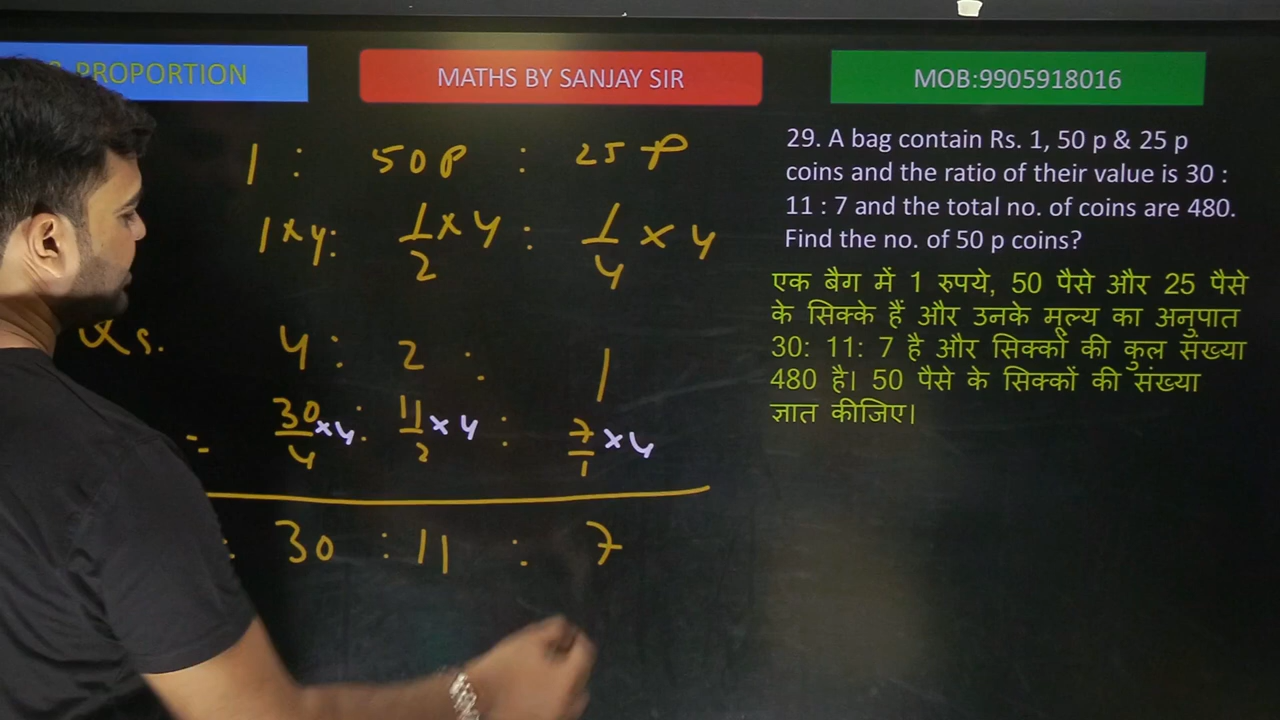 PROPORTION
MATHS BY SANJAY SIR
MOB:9905918016
29. A bag contain Rs. 1, 50 p & 25 p
coins and the ratio of their value is 30 :
11 : 7 and the total no. of coins are 480.
Find the no. of 50 p coins?
एक बैग में 1 रुपये, 50 पैसे और 25 पैसे
के सिक्के हैं और उनके मूल्य का अनुपात
30: 11: 7 है और सिक्कों की कुल संख्या
480 है। 50 पैसे के सिक्कों की संख्या
ज्ञात कीजिए।
1 : 50 P : 25 P
1 x 4 : 1/2 x 4 : 1/4 x 4
Rs. 4 : 2 : 1
= 30/4 x 4 : 11/2 x 4 : 7/1 x 4
: 30 : 11 : 7